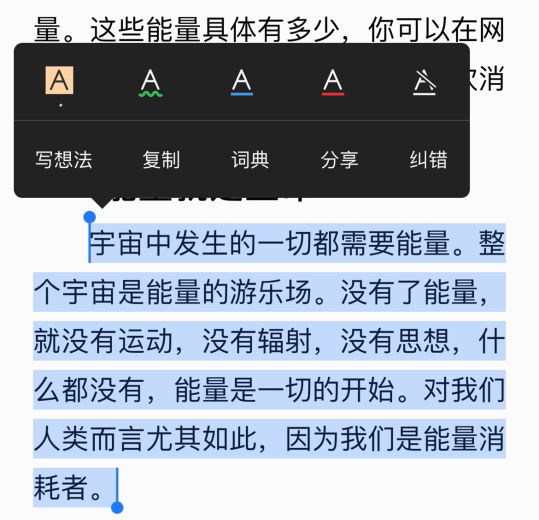 量。这些能量具体有多少，你可以在网
消
A A A A A
写想法 复制 词典 分享 纠错
宇宙中发生的一切都需要能量。整
个宇宙是能量的游乐场。没有了能量，
就没有运动，没有辐射，没有思想，什
么都没有，能量是一切的开始。对我们
人类而言尤其如此，因为我们是能量消
耗者。